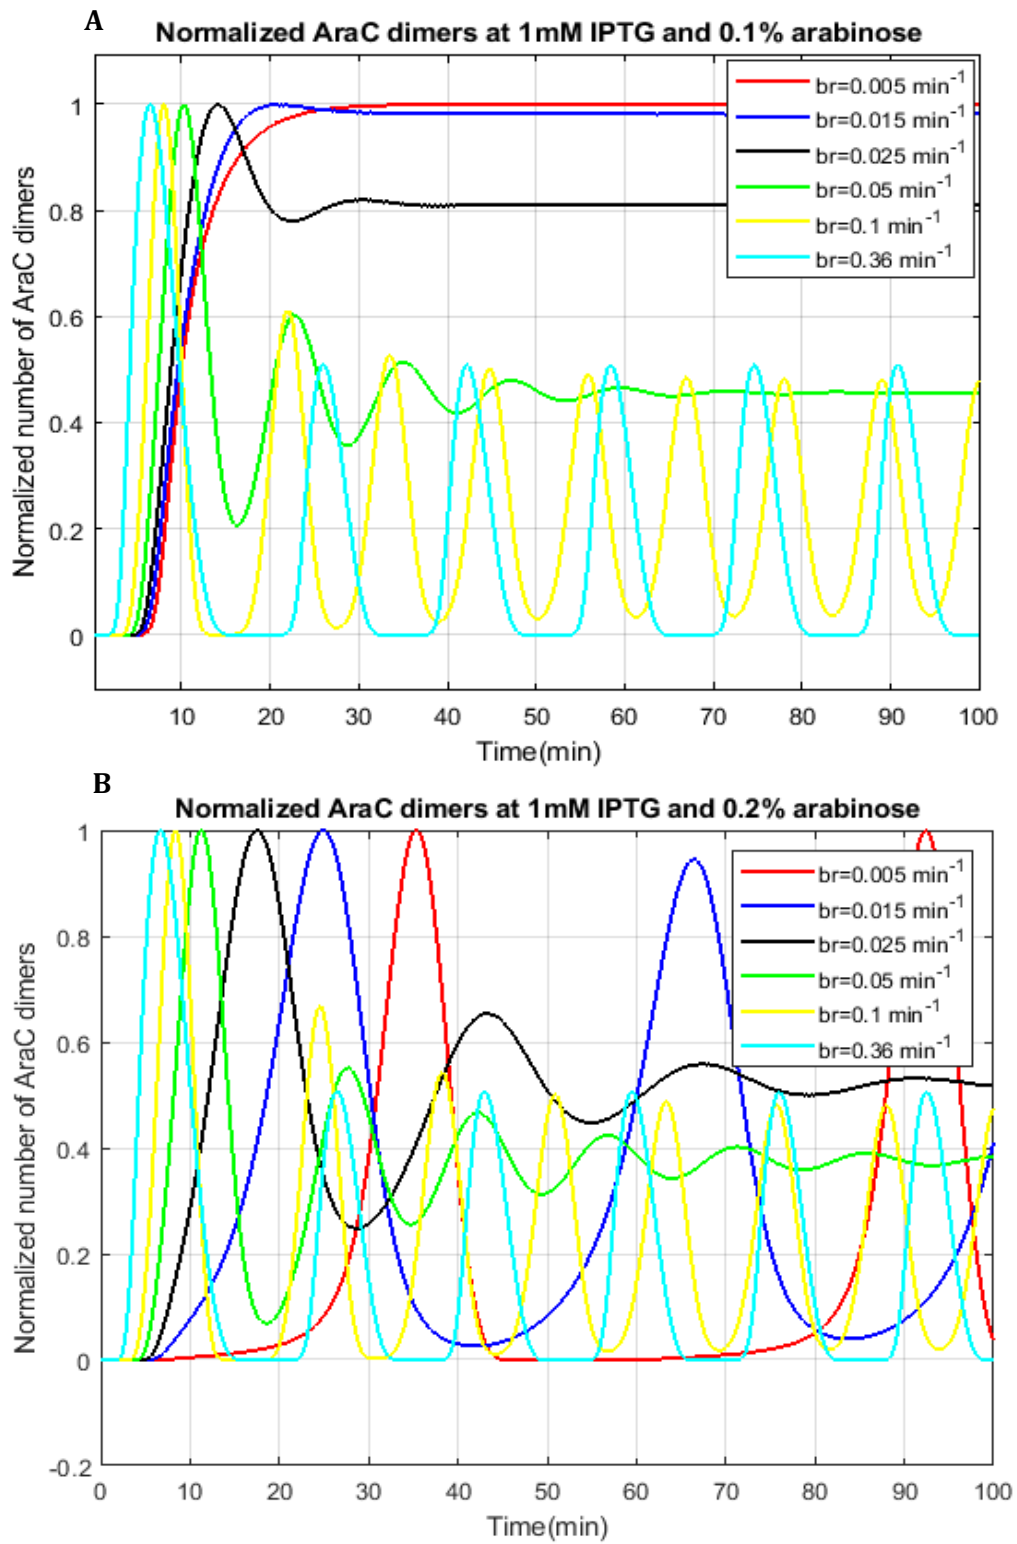 A
Normalized AraC dimers at 1mM IPTG and 0.1% arabinose
br=0.005 min⁻¹
br=0.015 min⁻¹
br=0.025 min⁻¹
br=0.05 min⁻¹
br=0.1 min⁻¹
br=0.36 min⁻¹
Normalized number of AraC dimers
1
0.8
0.6
0.4
0.2
0
10 20 30 40 50 60 70 80 90 100
Time(min)
B
Normalized AraC dimers at 1mM IPTG and 0.2% arabinose
br=0.005 min⁻¹
br=0.015 min⁻¹
br=0.025 min⁻¹
br=0.05 min⁻¹
br=0.1 min⁻¹
br=0.36 min⁻¹
Normalized number of AraC dimers
1
0.8
0.6
0.4
0.2
0
-0.2
0 10 20 30 40 50 60 70 80 90 100
Time(min)